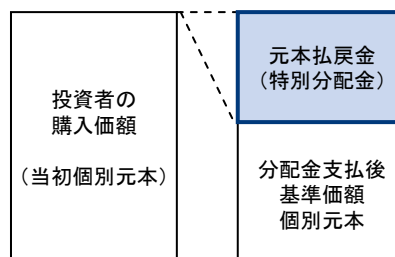 投資者の
購入価額
（当初個別元本）
元本払戻金
（特別分配金）
分配金支払後
基準価額
個別元本